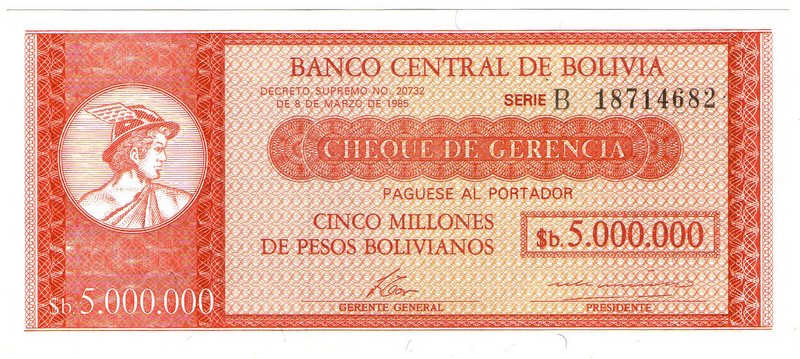 BANCO CENTRAL DE BOLIVIA
DECRETO SUPREMO NO. 20732
DE 8 DE MARZO DE 1985
SERIE B 18714682
CHEQUE DE GERENCIA
PAGUESE AL PORTADOR
CINCO MILLONES
DE PESOS BOLIVIANOS
$b. 5.000.000
$b. 5.000.000
GERENTE GENERAL
PRESIDENTE